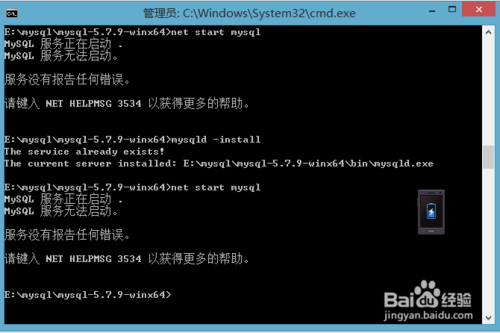 管理员: C:\Windows\System32\cmd.exe
E:\mysql\mysql-5.7.9-winx64>net start mysql
MySQL 服务正在启动 .
MySQL 服务无法启动。
服务没有报告任何错误。
请键入 NET HELPMSG 3534 以获得更多的帮助。
E:\mysql\mysql-5.7.9-winx64>mysqld -install
The service already exists!
The current server installed: E:\mysql\mysql-5.7.9-winx64\bin\mysqld.exe
E:\mysql\mysql-5.7.9-winx64>net start mysql
MySQL 服务正在启动 .
MySQL 服务无法启动。
服务没有报告任何错误。
请键入 NET HELPMSG 3534 以获得更多的帮助。
E:\mysql\mysql-5.7.9-winx64>
Baidu 经验
jingyan.baidu.com